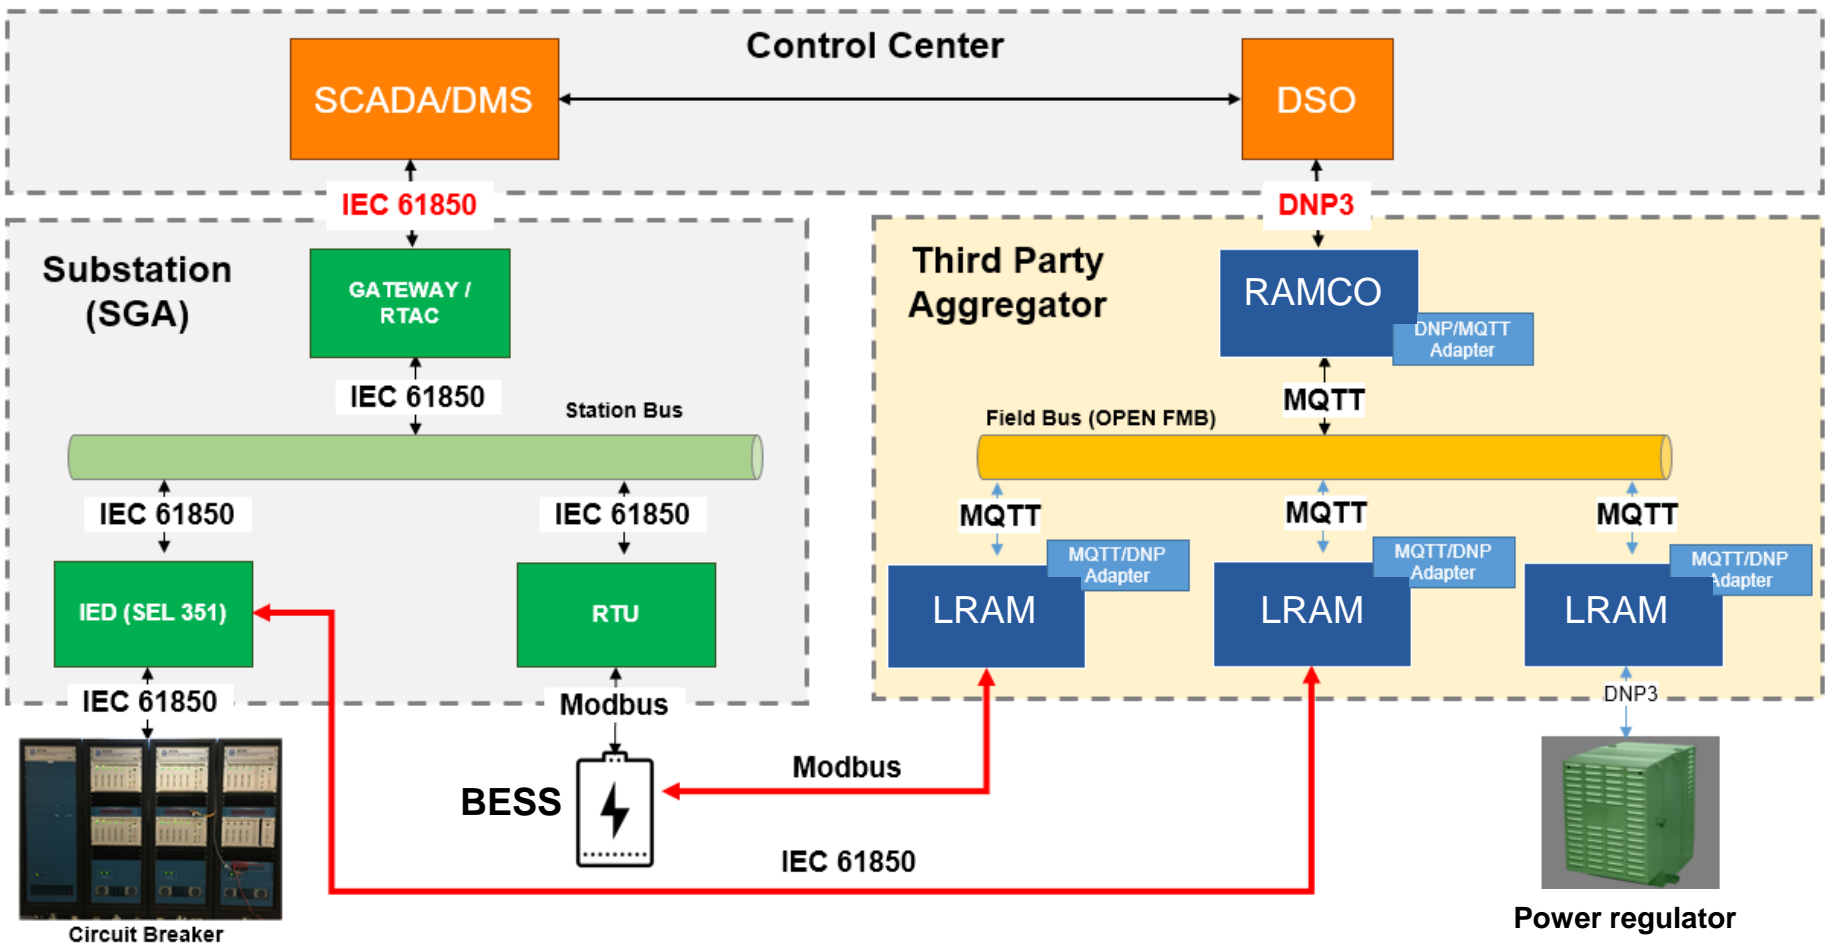 Control Center
SCADA/DMS
DSO
IEC 61850
DNP3
Substation
(SGA)
GATEWAY /
RTAC
IEC 61850
Station Bus
IEC 61850
IEC 61850
IED (SEL 351)
RTU
IEC 61850
Modbus
Circuit Breaker
BESS
Modbus
IEC 61850
Third Party
Aggregator
RAMCO
DNP/MQTT
Adapter
MQTT
Field Bus (OPEN FMB)
MQTT
MQTT
MQTT
MQTT/DNP
Adapter
LRAM
MQTT/DNP
Adapter
LRAM
MQTT/DNP
Adapter
LRAM
DNP3
Power regulator